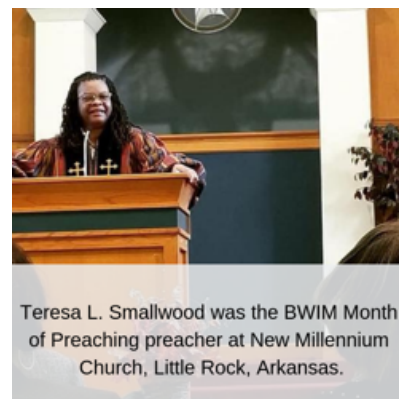 Teresa L. Smallwood was the BWIM Month
of Preaching preacher at New Millennium
Church, Little Rock, Arkansas.